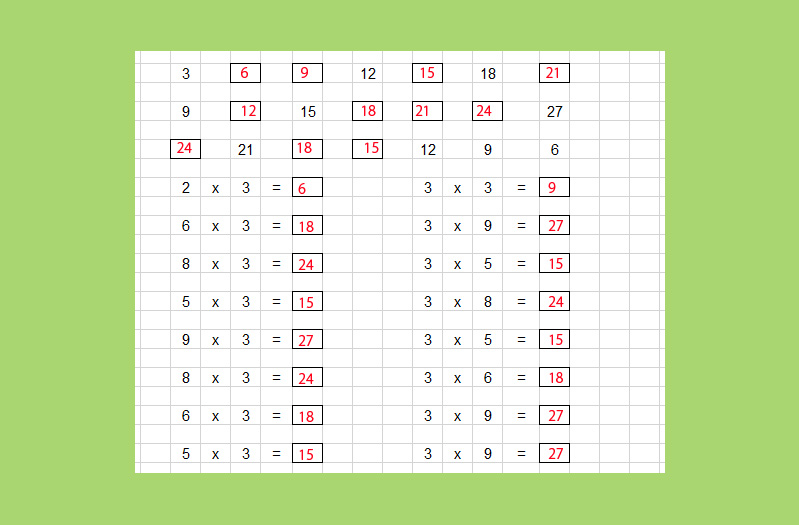 3 6 9 12 15 18 21
9 12 15 18 21 24 27
24 21 18 15 12 9 6
2 x 3 = 6 3 x 3 = 9
6 x 3 = 18 3 x 9 = 27
8 x 3 = 24 3 x 5 = 15
5 x 3 = 15 3 x 8 = 24
9 x 3 = 27 3 x 5 = 15
8 x 3 = 24 3 x 6 = 18
6 x 3 = 18 3 x 9 = 27
5 x 3 = 15 3 x 9 = 27